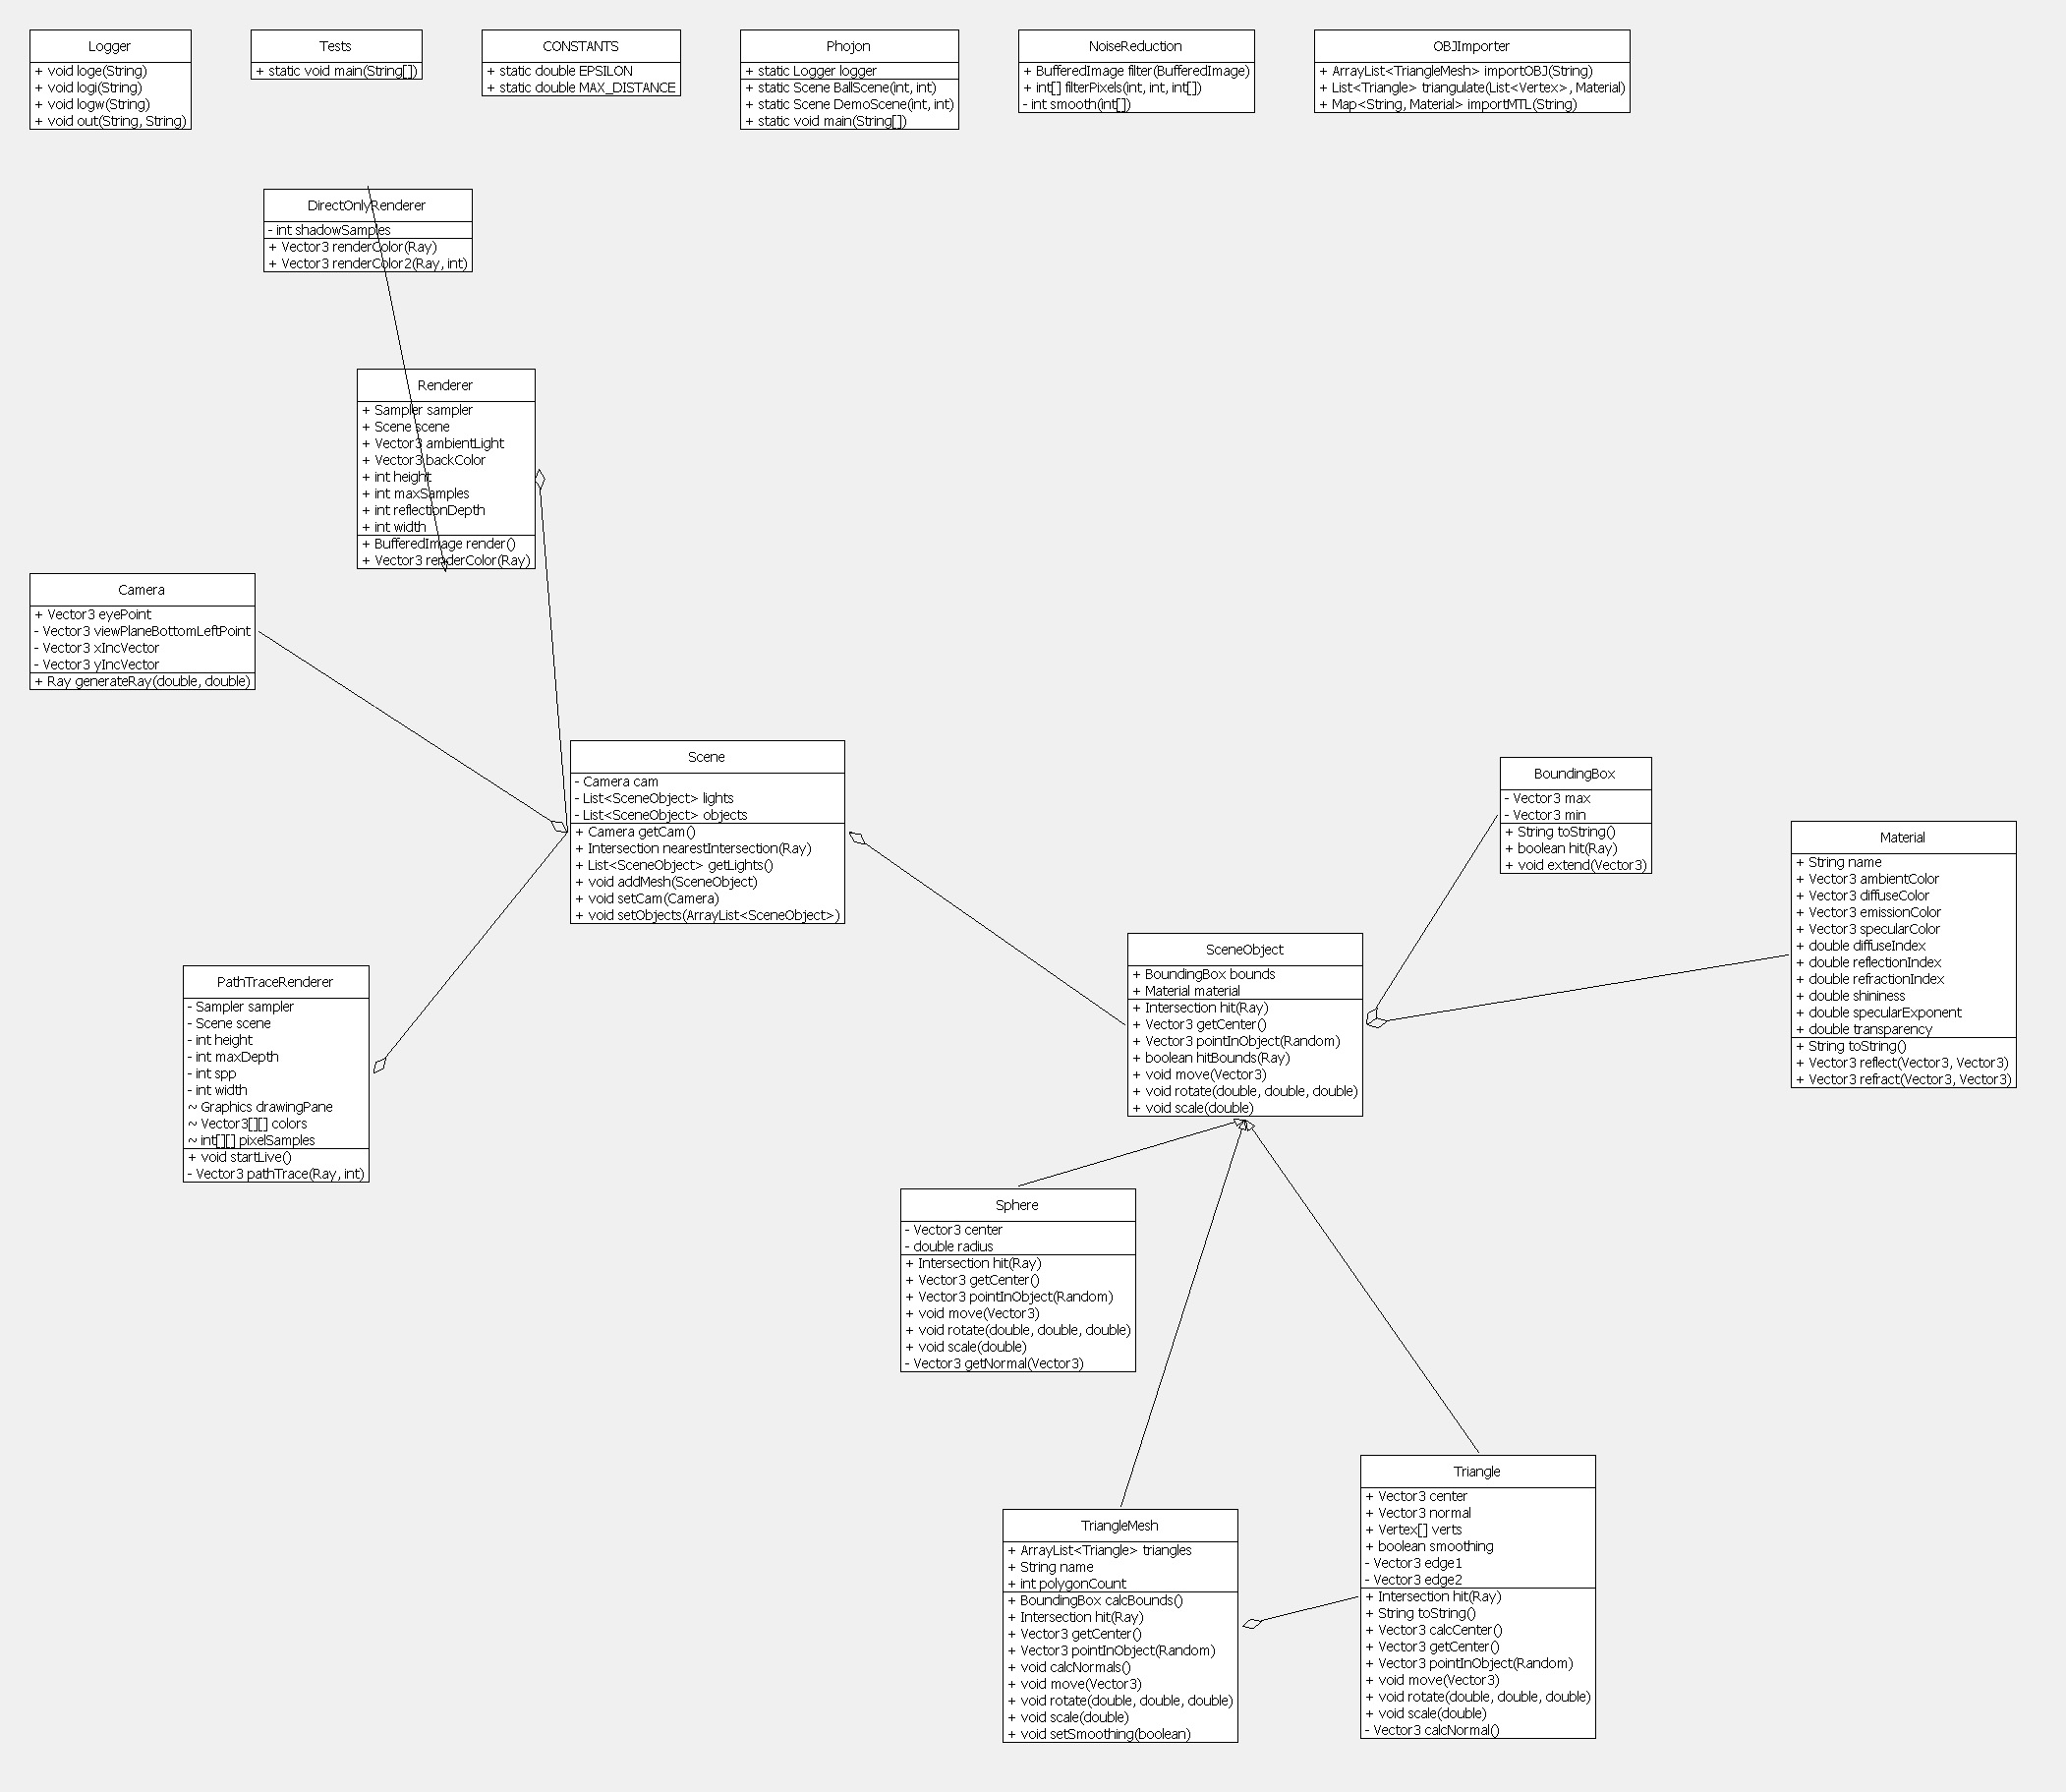 Logger
+ void loge(String)
+ void logi(String)
+ void logw(String)
+ void out(String, String)
Tests
+ static void main(String[])
CONSTANTS
+ static double EPSILON
+ static double MAX_DISTANCE
Phojon
+ static Logger logger
+ static Scene BallScene(int, int)
+ static Scene DemoScene(int, int)
+ static void main(String[])
NoiseReduction
+ BufferedImage filter(BufferedImage)
+ int[] filterPixels(int, int, int[])
- int smooth(int[])
OBJImporter
+ ArrayList<TriangleMesh> importOBJ(String)
+ List<Triangle> triangulate(List<Vertex>, Material)
+ Map<String, Material> importMTL(String)
DirectOnlyRenderer
- int shadowSamples
+ Vector3 renderColor(Ray)
+ Vector3 renderColor2(Ray, int)
Renderer
+ Sampler sampler
+ Scene scene
+ Vector3 ambientLight
+ Vector3 backColor
+ int height
+ int maxSamples
+ int reflectionDepth
+ int width
+ BufferedImage render()
+ Vector3 renderColor(Ray)
Camera
+ Vector3 eyePoint
- Vector3 viewPlaneBottomLeftPoint
- Vector3 xIncVector
- Vector3 yIncVector
+ Ray generateRay(double, double)
Scene
- Camera cam
- List<SceneObject> lights
- List<SceneObject> objects
+ Camera getCam()
+ Intersection nearestIntersection(Ray)
+ List<SceneObject> getLights()
+ void addMesh(SceneObject)
+ void setCam(Camera)
+ void setObjects(ArrayList<SceneObject>)
BoundingBox
- Vector3 max
- Vector3 min
+ String toString()
+ boolean hit(Ray)
+ void extend(Vector3)
Material
+ String name
+ Vector3 ambientColor
+ Vector3 diffuseColor
+ Vector3 emissionColor
+ Vector3 specularColor
+ double diffuseIndex
+ double reflectionIndex
+ double refractionIndex
+ double shininess
+ double specularExponent
+ double transparency
+ String toString()
+ Vector3 reflect(Vector3, Vector3)
+ Vector3 refract(Vector3, Vector3)
SceneObject
+ BoundingBox bounds
+ Material material
+ Intersection hit(Ray)
+ Vector3 getCenter()
+ Vector3 pointInObject(Random)
+ boolean hitBounds(Ray)
+ void move(Vector3)
+ void rotate(double, double, double)
+ void scale(double)
PathTraceRenderer
- Sampler sampler
- Scene scene
- int height
- int maxDepth
- int spp
- int width
~ Graphics drawingPane
~ Vector3[][] colors
~ int[][] pixelSamples
+ void startLive()
- Vector3 pathTrace(Ray, int)
Sphere
- Vector3 center
- double radius
+ Intersection hit(Ray)
+ Vector3 getCenter()
+ Vector3 pointInObject(Random)
+ void move(Vector3)
+ void rotate(double, double, double)
+ void scale(double)
- Vector3 getNormal(Vector3)
TriangleMesh
+ ArrayList<Triangle> triangles
+ String name
+ int polygonCount
+ BoundingBox calcBounds()
+ Intersection hit(Ray)
+ Vector3 getCenter()
+ Vector3 pointInObject(Random)
+ void calcNormals()
+ void move(Vector3)
+ void rotate(double, double, double)
+ void scale(double)
+ void setSmoothing(boolean)
Triangle
+ Vector3 center
+ Vector3 normal
+ Vertex[] verts
+ boolean smoothing
- Vector3 edge1
- Vector3 edge2
+ Intersection hit(Ray)
+ String toString()
+ Vector3 calcCenter()
+ Vector3 getCenter()
+ Vector3 pointInObject(Random)
+ void move(Vector3)
+ void rotate(double, double, double)
+ void scale(double)
- Vector3 calcNormal()